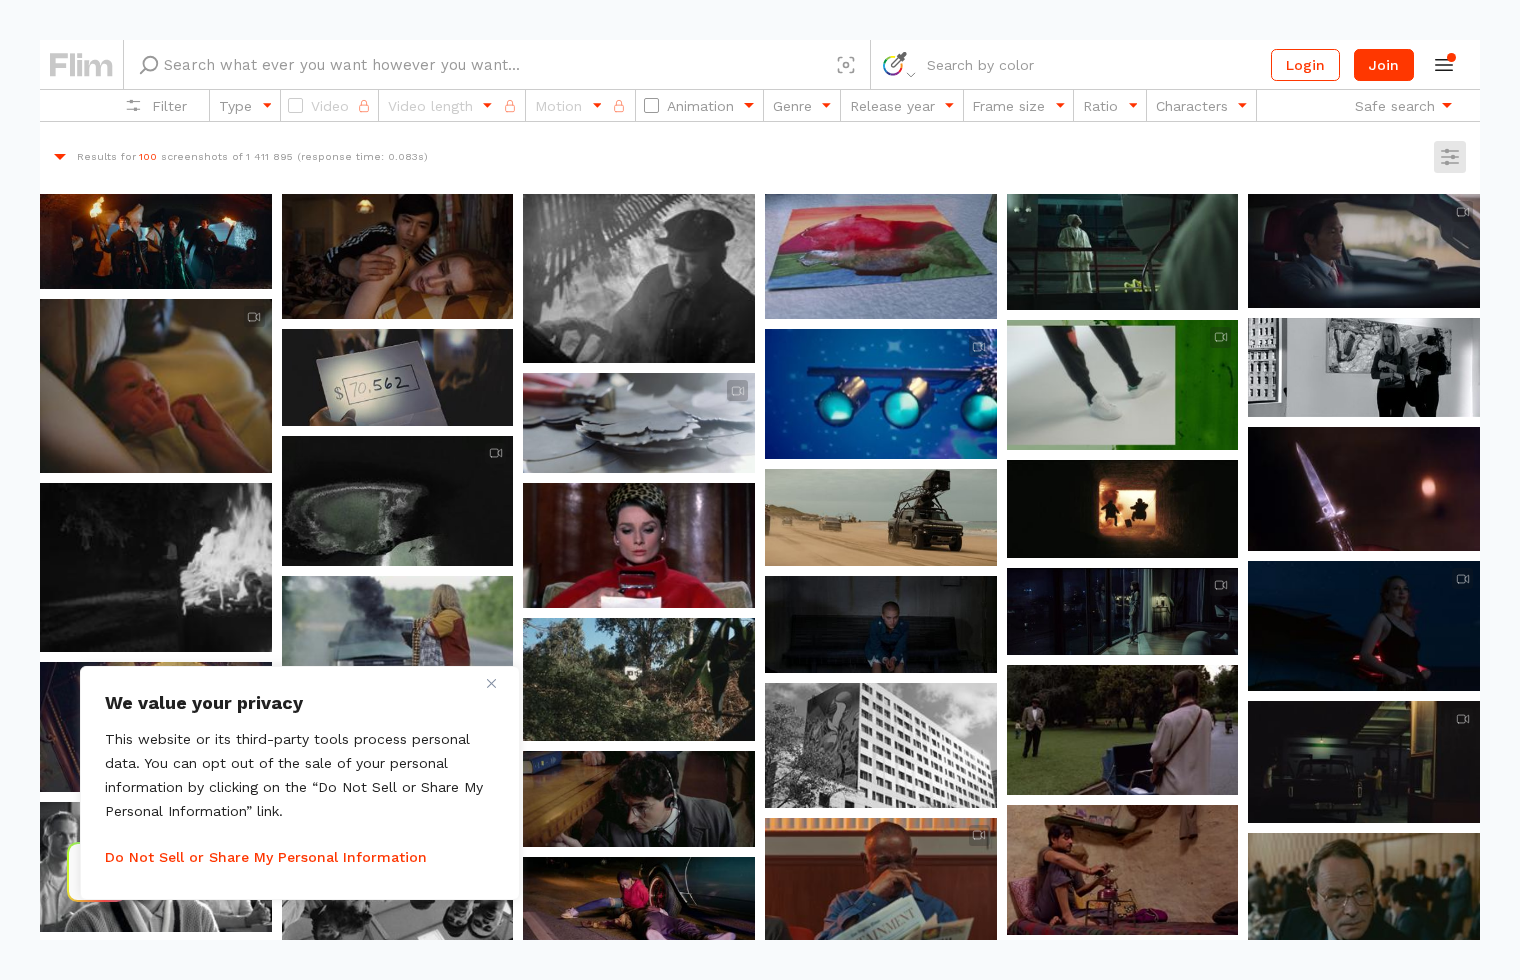 Flim
Search what ever you want however you want...
Search by color
Login
Join
Filter
Type
Video
Video length
Motion
Animation
Genre
Release year
Frame size
Ratio
Characters
Safe search
Results for 100 screenshots of 1 411 895 (response time: 0.083s)
$ 70.562
We value your privacy
This website or its third-party tools process personal
data. You can opt out of the sale of your personal
information by clicking on the “Do Not Sell or Share My
Personal Information” link.
Do Not Sell or Share My Personal Information